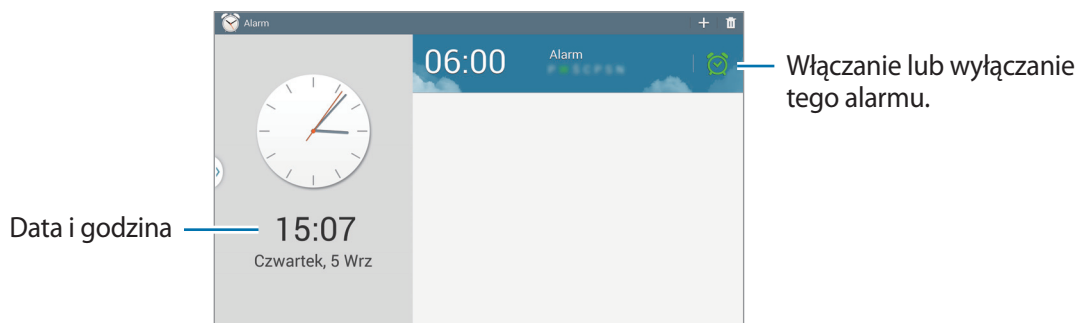 Alarm
06:00
Alarm
Włączanie lub wyłączanie
tego alarmu.
Data i godzina
15:07
Czwartek, 5 Wrz